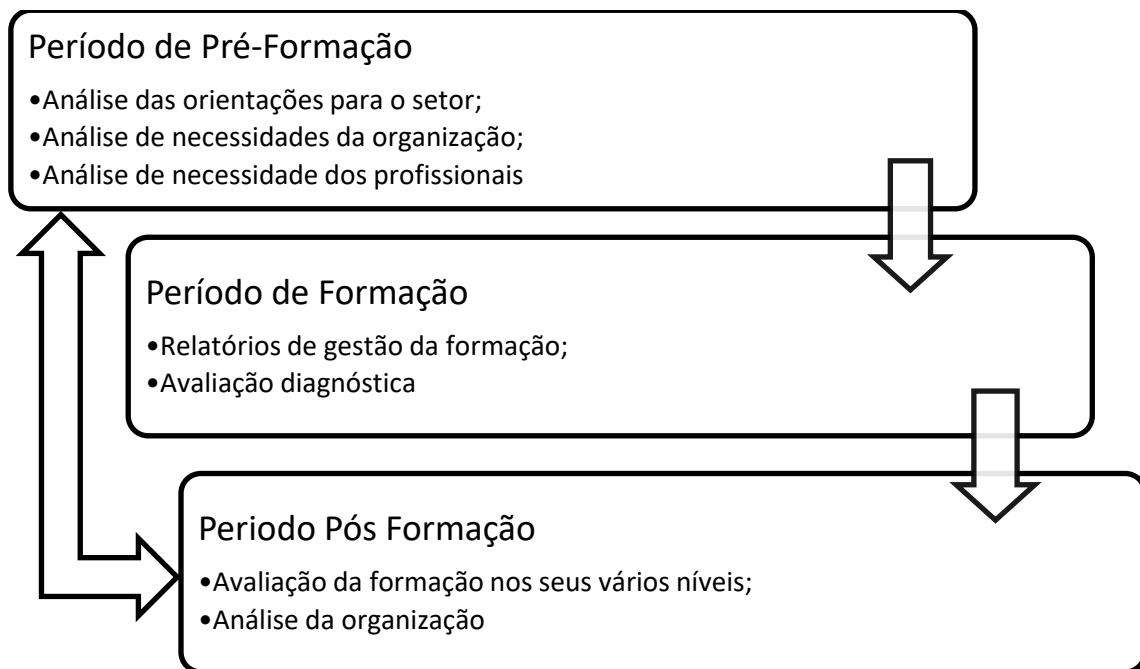 Período de Pré-Formação
•Análise das orientações para o setor;
•Análise de necessidades da organização;
•Análise de necessidade dos profissionais
Período de Formação
•Relatórios de gestão da formação;
•Avaliação diagnóstica
Periodo Pós Formação
•Avaliação da formação nos seus vários níveis;
•Análise da organização